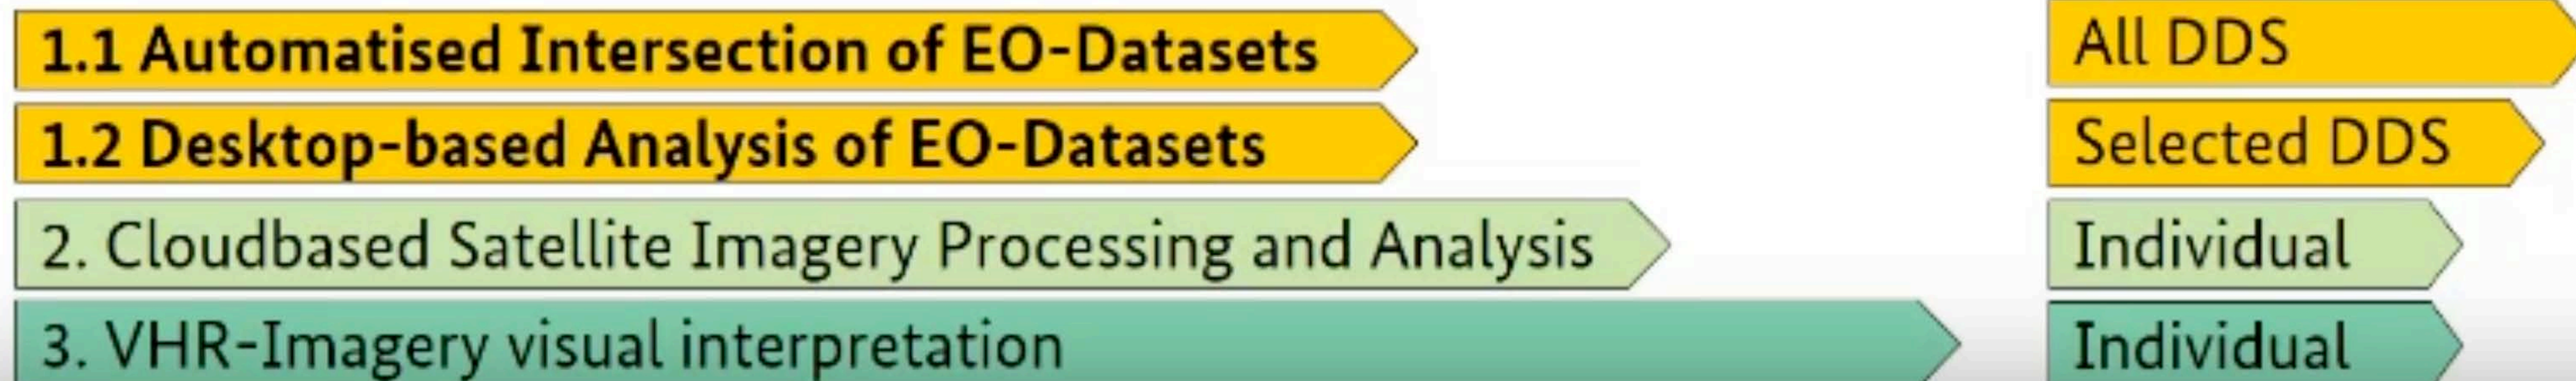 1.1 Automatised Intersection of EO-Datasets
All DDS
1.2 Desktop-based Analysis of EO-Datasets
Selected DDS
2. Cloudbased Satellite Imagery Processing and Analysis
Individual
3. VHR-Imagery visual interpretation
Individual